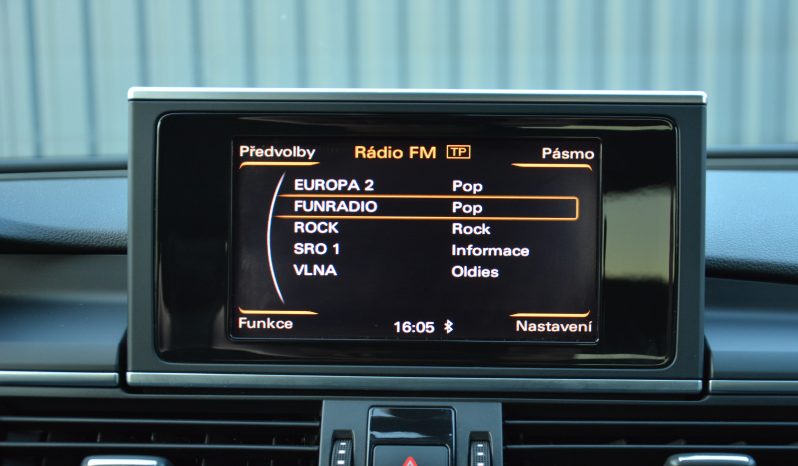 Předvolby Rádio FM TP Pásmo
EUROPA 2 Pop
FUNRADIO Pop
ROCK Rock
SRO 1 Informace
VLNA Oldies
Funkce 16:05 Nastavení